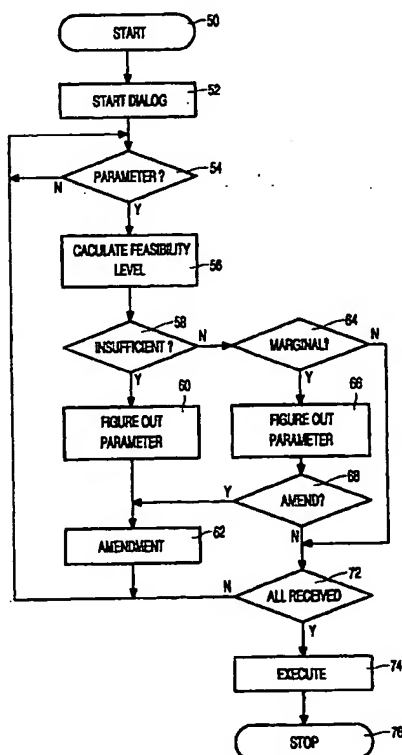 START
50
START DIALOG
52
PARAMETER ?
54
N
Y
CACULATE FEASIBILITY
LEVEL
56
INSUFFICIENT ?
58
N
MARGINAL?
64
N
Y
Y
FIGURE OUT
PARAMETER
60
FIGURE OUT
PARAMETER
66
AMEND?
68
Y
N
AMENDMENT
62
ALL RECEIVED
72
N
Y
EXECUTE
74
STOP
76